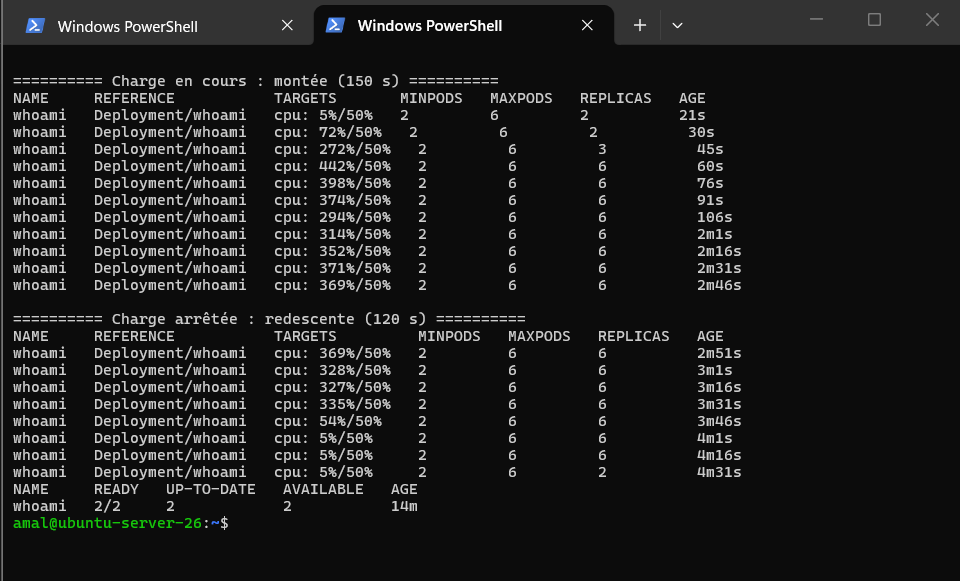 Windows PowerShell
Windows PowerShell
========== Charge en cours : montée (150 s) ==========
NAME REFERENCE TARGETS MINPODS MAXPODS REPLICAS AGE
whoami Deployment/whoami cpu: 5%/50% 2 6 2 21s
whoami Deployment/whoami cpu: 72%/50% 2 6 2 30s
whoami Deployment/whoami cpu: 272%/50% 2 6 3 45s
whoami Deployment/whoami cpu: 442%/50% 2 6 6 60s
whoami Deployment/whoami cpu: 398%/50% 2 6 6 76s
whoami Deployment/whoami cpu: 374%/50% 2 6 6 91s
whoami Deployment/whoami cpu: 294%/50% 2 6 6 106s
whoami Deployment/whoami cpu: 314%/50% 2 6 6 2m1s
whoami Deployment/whoami cpu: 352%/50% 2 6 6 2m16s
whoami Deployment/whoami cpu: 371%/50% 2 6 6 2m31s
whoami Deployment/whoami cpu: 369%/50% 2 6 6 2m46s
========== Charge arrêtée : redescente (120 s) ==========
NAME REFERENCE TARGETS MINPODS MAXPODS REPLICAS AGE
whoami Deployment/whoami cpu: 369%/50% 2 6 6 2m51s
whoami Deployment/whoami cpu: 328%/50% 2 6 6 3m1s
whoami Deployment/whoami cpu: 327%/50% 2 6 6 3m16s
whoami Deployment/whoami cpu: 335%/50% 2 6 6 3m31s
whoami Deployment/whoami cpu: 54%/50% 2 6 6 3m46s
whoami Deployment/whoami cpu: 5%/50% 2 6 6 4m1s
whoami Deployment/whoami cpu: 5%/50% 2 6 6 4m16s
whoami Deployment/whoami cpu: 5%/50% 2 6 2 4m31s
NAME READY UP-TO-DATE AVAILABLE AGE
whoami 2/2 2 2 14m
amal@ubuntu-server-26:~$